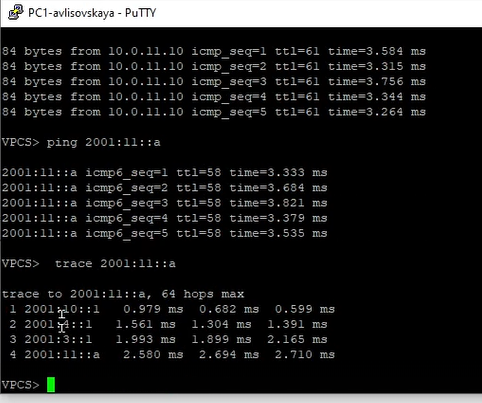 PC1-avlisovskaya - PuTTY
84 bytes from 10.0.11.10 icmp_seq=1 ttl=61 time=3.584 ms
84 bytes from 10.0.11.10 icmp_seq=2 ttl=61 time=3.315 ms
84 bytes from 10.0.11.10 icmp_seq=3 ttl=61 time=3.756 ms
84 bytes from 10.0.11.10 icmp_seq=4 ttl=61 time=3.344 ms
84 bytes from 10.0.11.10 icmp_seq=5 ttl=61 time=3.264 ms
VPCS> ping 2001:11::a
2001:11::a icmp6_seq=1 ttl=58 time=3.333 ms
2001:11::a icmp6_seq=2 ttl=58 time=3.684 ms
2001:11::a icmp6_seq=3 ttl=58 time=3.821 ms
2001:11::a icmp6_seq=4 ttl=58 time=3.379 ms
2001:11::a icmp6_seq=5 ttl=58 time=3.535 ms
VPCS>  trace 2001:11::a
trace to 2001:11::a, 64 hops max
1 2001:10::1   0.979 ms  0.682 ms  0.599 ms
2 2001:4::1   1.561 ms  1.304 ms  1.391 ms
3 2001:3::1   1.993 ms  1.899 ms  2.165 ms
4 2001:11::a   2.580 ms  2.694 ms  2.710 ms
VPCS>